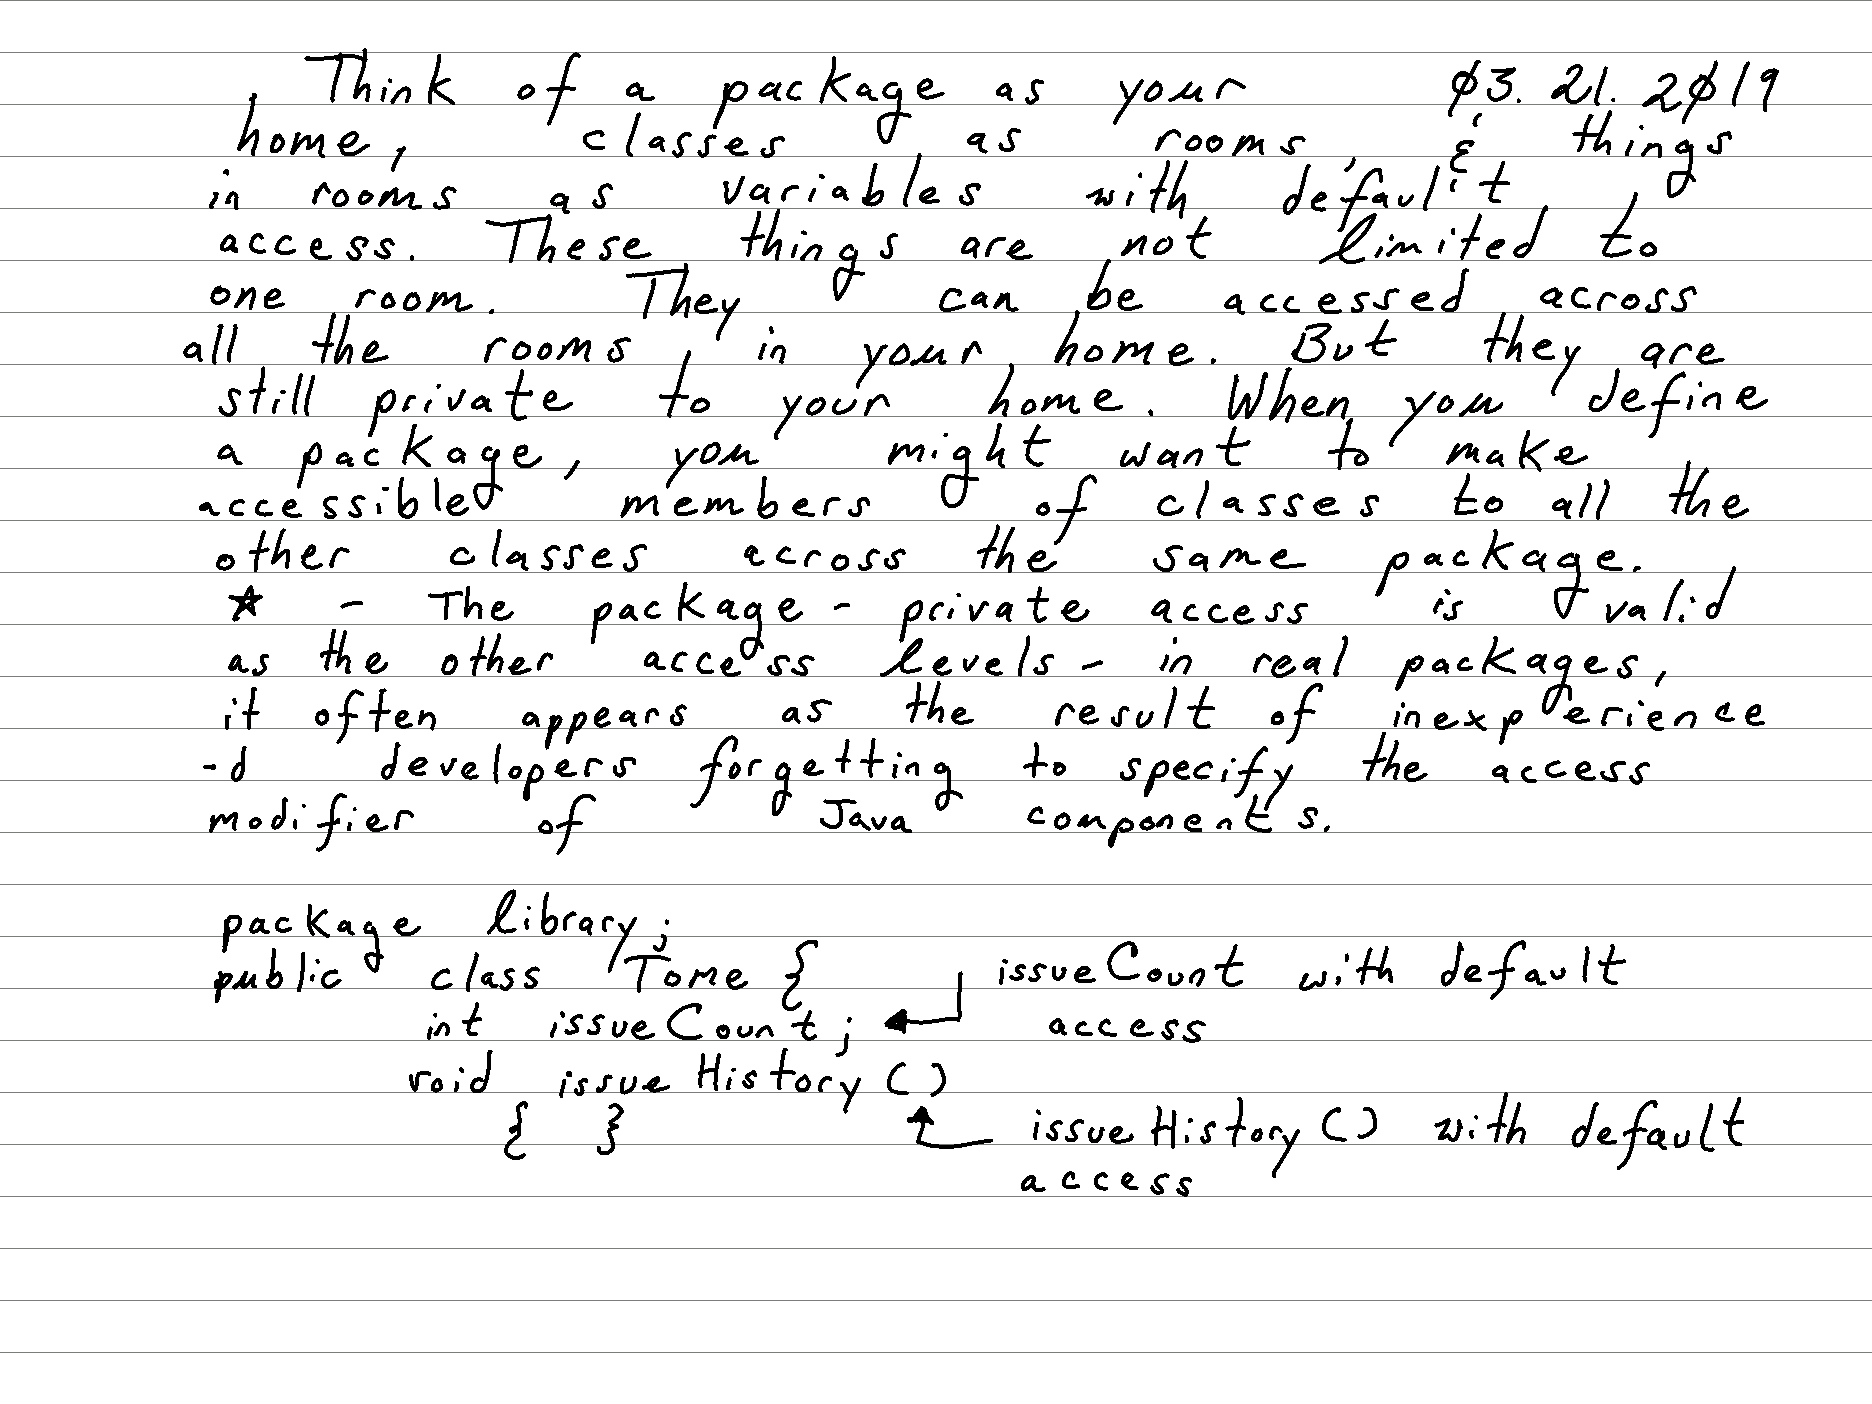 Think of a package as your ø3. 21. 2ø19
home, classes as rooms, & things
in rooms as variables with default
access. These things are not limited to
one room. They can be accessed across
all the rooms in your home. But they are
still private to your home. When you define
a package, you might want to make
accessible members of classes to all the
other classes across the same package.
☆ - The package-private access is valid
as the other access levels - in real packages,
it often appears as the result of inexperience
-d developers forgetting to specify the access
modifier of Java components.
package library;
public class Tome { issueCount with default
int issueCount; access
void issueHistory()
{ } issueHistory() with default
access